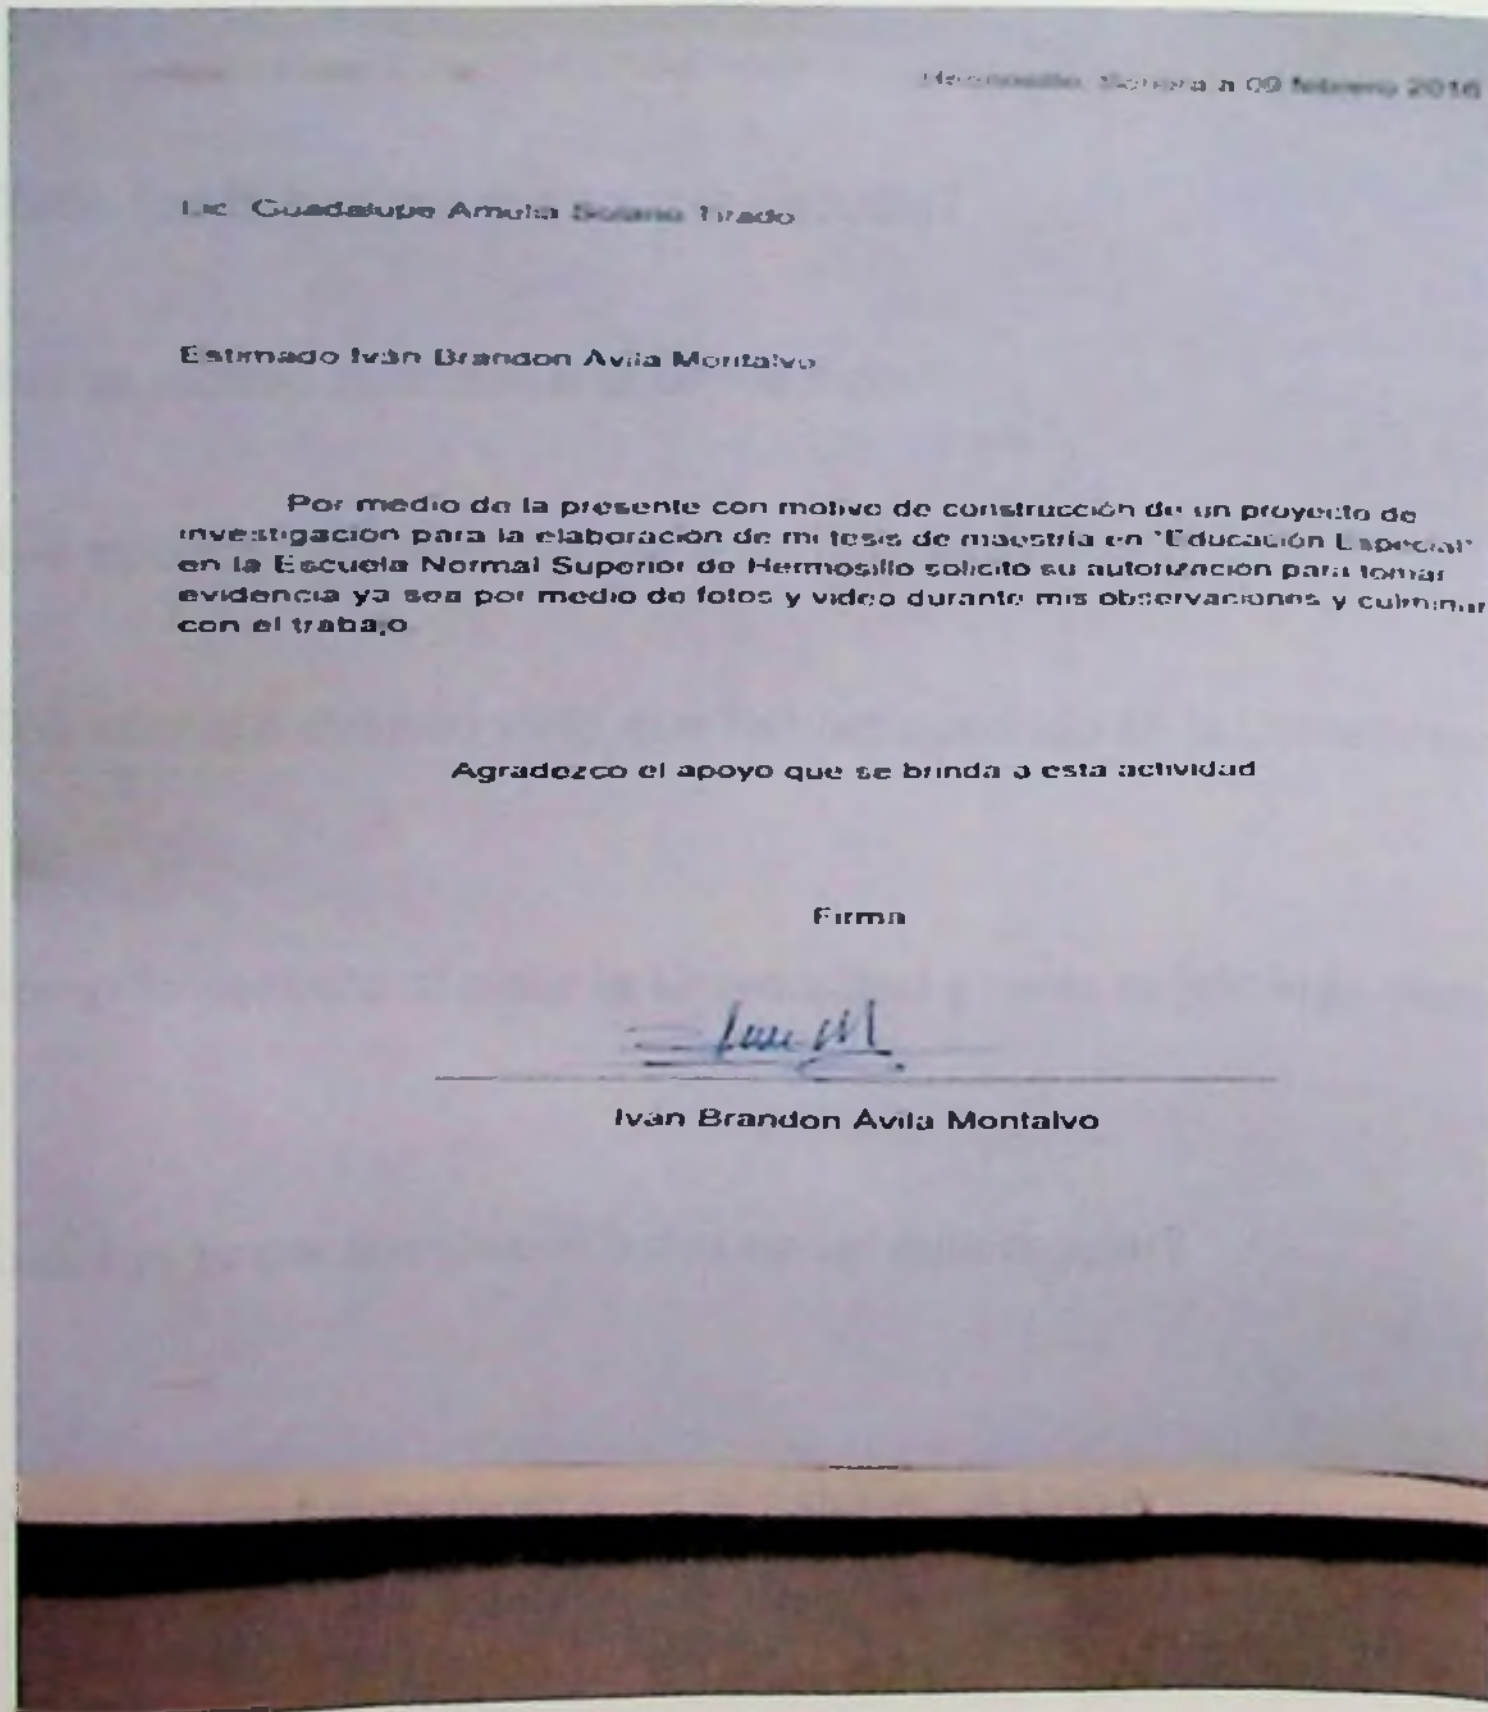 Hermosillo, Sonora a 09 febrero 2016
Lic. Guadalupe Amulia Solano Tirado
Estimado Iván Brandon Avila Montalvo
Por medio de la presente con motivo de construcción de un proyecto de
investigación para la elaboración de mi tesis de maestría en "Educación Especial"
en la Escuela Normal Superior de Hermosillo solicito su autorización para tomar
evidencia ya sea por medio de fotos y video durante mis observaciones y culminar
con el trabajo
Agradezco el apoyo que se brinda a esta actividad
Firma
Ivan Brandon Avila Montalvo